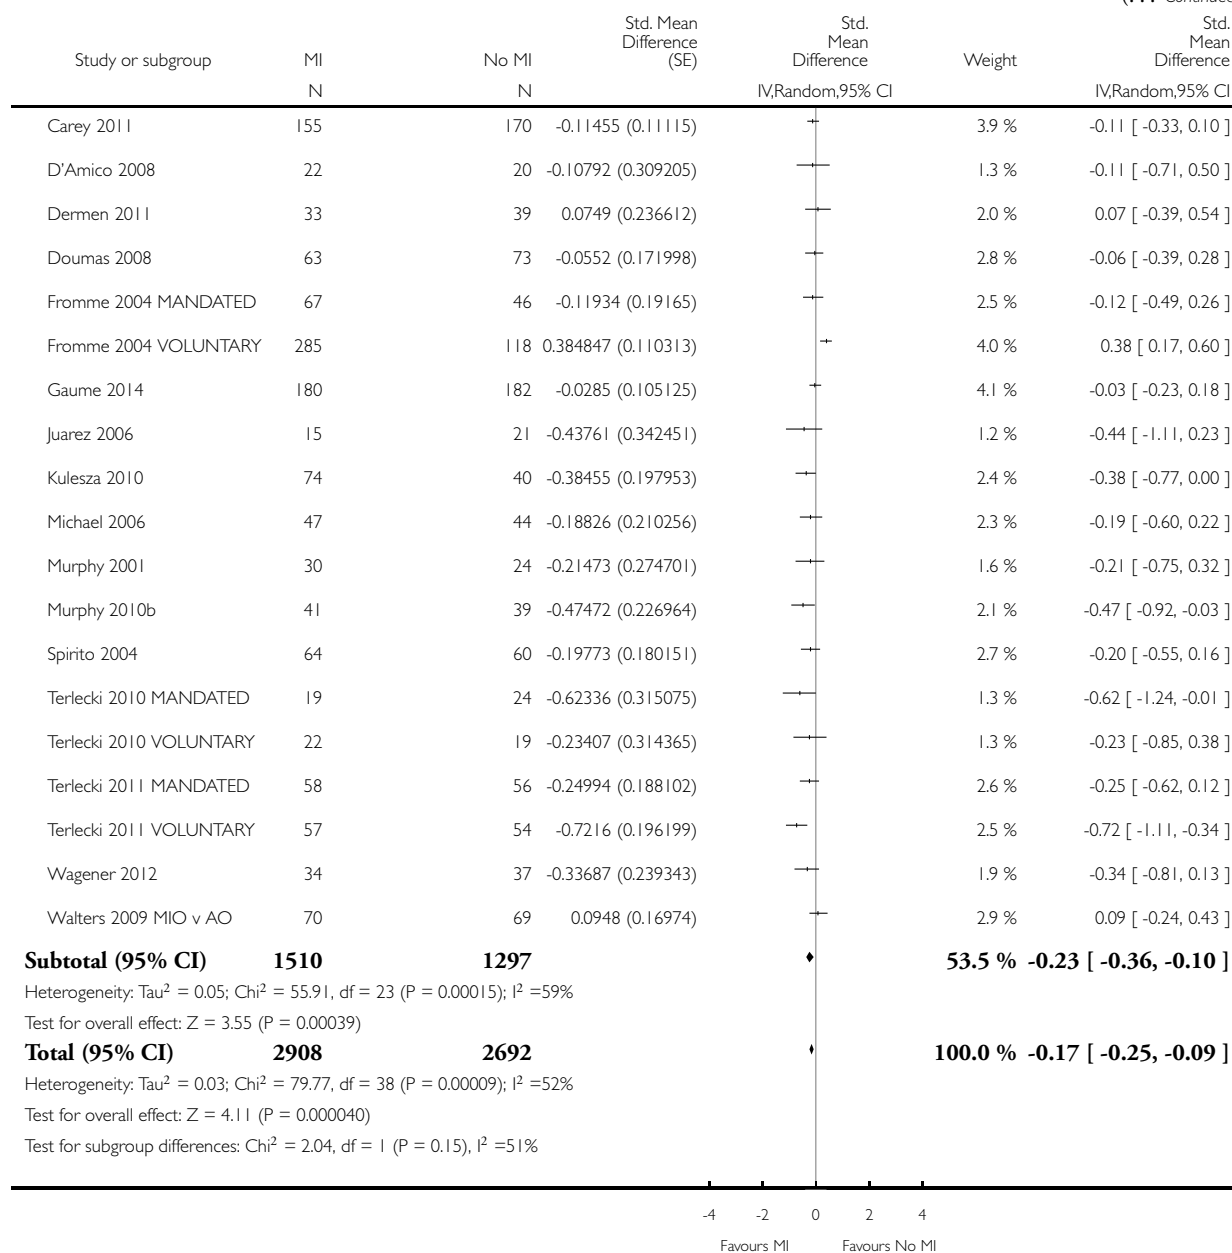 (... Continued
Study or subgroup MI No MI Std. Mean Difference (SE) Std. Mean Difference Weight Std. Mean Difference
N N IV,Random,95% CI IV,Random,95% CI
Carey 2011 155 170 -0.11455 (0.11115) 3.9 % -0.11 [ -0.33, 0.10 ]
D'Amico 2008 22 20 -0.10792 (0.309205) 1.3 % -0.11 [ -0.71, 0.50 ]
Dermen 2011 33 39 0.0749 (0.236612) 2.0 % 0.07 [ -0.39, 0.54 ]
Doumas 2008 63 73 -0.0552 (0.171998) 2.8 % -0.06 [ -0.39, 0.28 ]
Fromme 2004 MANDATED 67 46 -0.11934 (0.19165) 2.5 % -0.12 [ -0.49, 0.26 ]
Fromme 2004 VOLUNTARY 285 118 0.384847 (0.110313) 4.0 % 0.38 [ 0.17, 0.60 ]
Gaume 2014 180 182 -0.0285 (0.105125) 4.1 % -0.03 [ -0.23, 0.18 ]
Juarez 2006 15 21 -0.43761 (0.342451) 1.2 % -0.44 [ -1.11, 0.23 ]
Kulesza 2010 74 40 -0.38455 (0.197953) 2.4 % -0.38 [ -0.77, 0.00 ]
Michael 2006 47 44 -0.18826 (0.210256) 2.3 % -0.19 [ -0.60, 0.22 ]
Murphy 2001 30 24 -0.21473 (0.274701) 1.6 % -0.21 [ -0.75, 0.32 ]
Murphy 2010b 41 39 -0.47472 (0.226964) 2.1 % -0.47 [ -0.92, -0.03 ]
Spirito 2004 64 60 -0.19773 (0.180151) 2.7 % -0.20 [ -0.55, 0.16 ]
Terlecki 2010 MANDATED 19 24 -0.62336 (0.315075) 1.3 % -0.62 [ -1.24, -0.01 ]
Terlecki 2010 VOLUNTARY 22 19 -0.23407 (0.314365) 1.3 % -0.23 [ -0.85, 0.38 ]
Terlecki 2011 MANDATED 58 56 -0.24994 (0.188102) 2.6 % -0.25 [ -0.62, 0.12 ]
Terlecki 2011 VOLUNTARY 57 54 -0.7216 (0.196199) 2.5 % -0.72 [ -1.11, -0.34 ]
Wagener 2012 34 37 -0.33687 (0.239343) 1.9 % -0.34 [ -0.81, 0.13 ]
Walters 2009 MIO v AO 70 69 0.0948 (0.16974) 2.9 % 0.09 [ -0.24, 0.43 ]
Subtotal (95% CI) 1510 1297 53.5 % -0.23 [ -0.36, -0.10 ]
Heterogeneity: Tau² = 0.05; Chi² = 55.91, df = 23 (P = 0.00015); I² =59%
Test for overall effect: Z = 3.55 (P = 0.00039)
Total (95% CI) 2908 2692 100.0 % -0.17 [ -0.25, -0.09 ]
Heterogeneity: Tau² = 0.03; Chi² = 79.77, df = 38 (P = 0.00009); I² =52%
Test for overall effect: Z = 4.11 (P = 0.000040)
Test for subgroup differences: Chi² = 2.04, df = 1 (P = 0.15), I² =51%
-4 -2 0 2 4
Favours MI Favours No MI